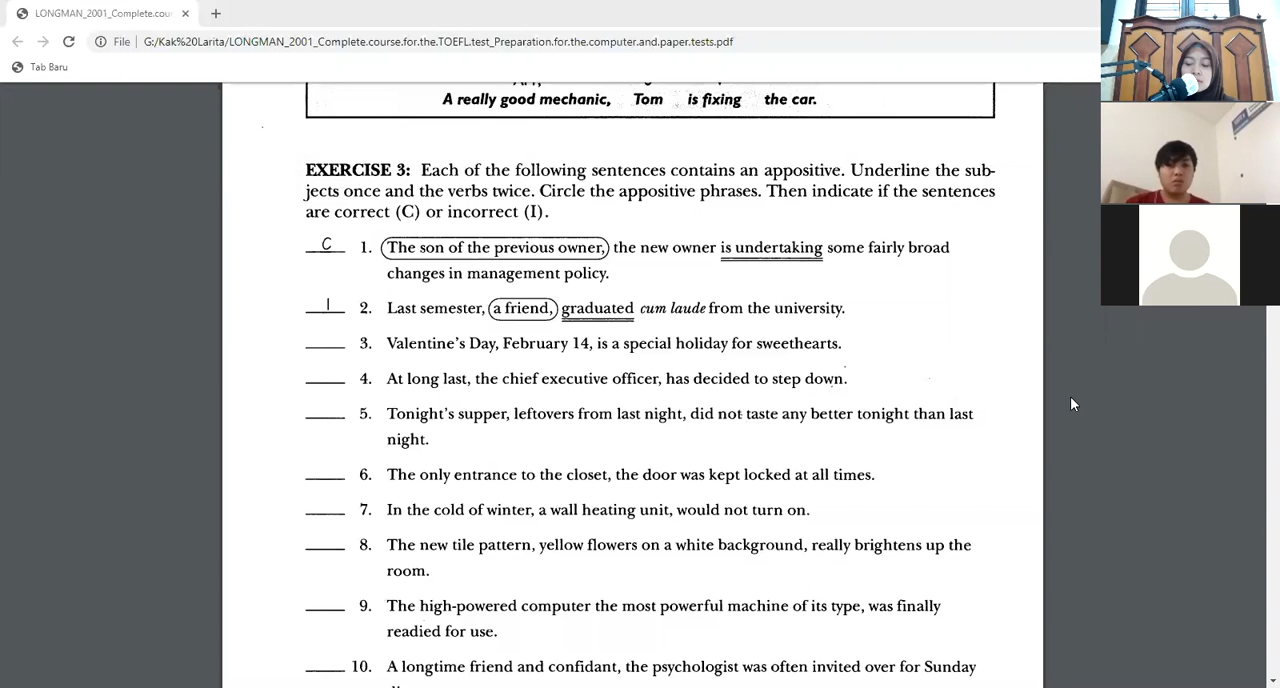 LONGMAN_2001_Complete.cou
File G:/Kak%20Larita/LONGMAN_2001_Complete.course.for.the.TOEFL.test_Preparation.for.the.computer.and.paper.tests.pdf
Tab Baru
A really good mechanic, Tom is fixing the car.
EXERCISE 3: Each of the following sentences contains an appositive. Underline the sub-
jects once and the verbs twice. Circle the appositive phrases. Then indicate if the sentences
are correct (C) or incorrect (I).
C 1. The son of the previous owner, the new owner is undertaking some fairly broad
changes in management policy.
I 2. Last semester, a friend, graduated cum laude from the university.
3. Valentine's Day, February 14, is a special holiday for sweethearts.
4. At long last, the chief executive officer, has decided to step down.
5. Tonight's supper, leftovers from last night, did not taste any better tonight than last
night.
6. The only entrance to the closet, the door was kept locked at all times.
7. In the cold of winter, a wall heating unit, would not turn on.
8. The new tile pattern, yellow flowers on a white background, really brightens up the
room.
9. The high-powered computer the most powerful machine of its type, was finally
readied for use.
10. A longtime friend and confidant, the psychologist was often invited over for Sunday